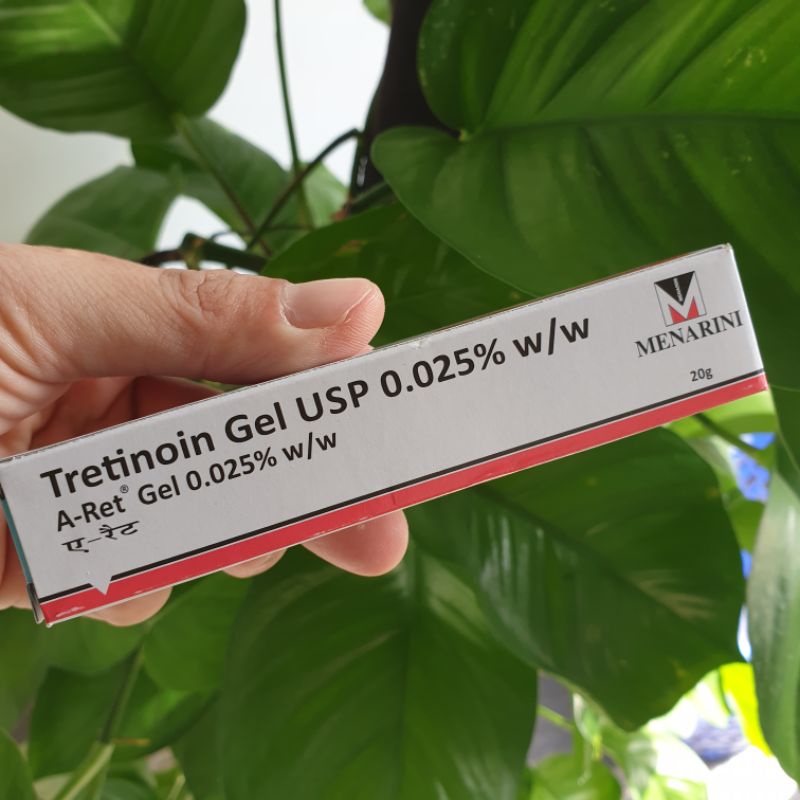 Tretinoin Gel USP 0.025% w/w
A-Ret® Gel 0.025% w/w
ए-रैट
MENARINI
20g